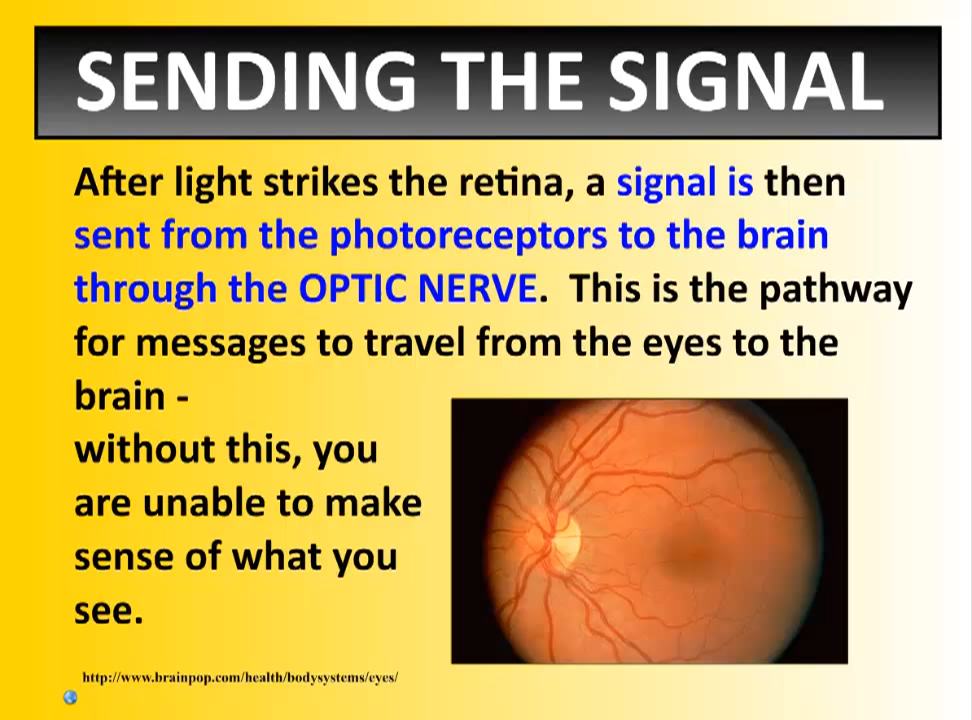 SENDING THE SIGNAL
After light strikes the retina, a signal is then
sent from the photoreceptors to the brain
through the OPTIC NERVE.  This is the pathway
for messages to travel from the eyes to the
brain -
without this, you
are unable to make
sense of what you
see.
http://www.brainpop.com/health/bodysystems/eyes/